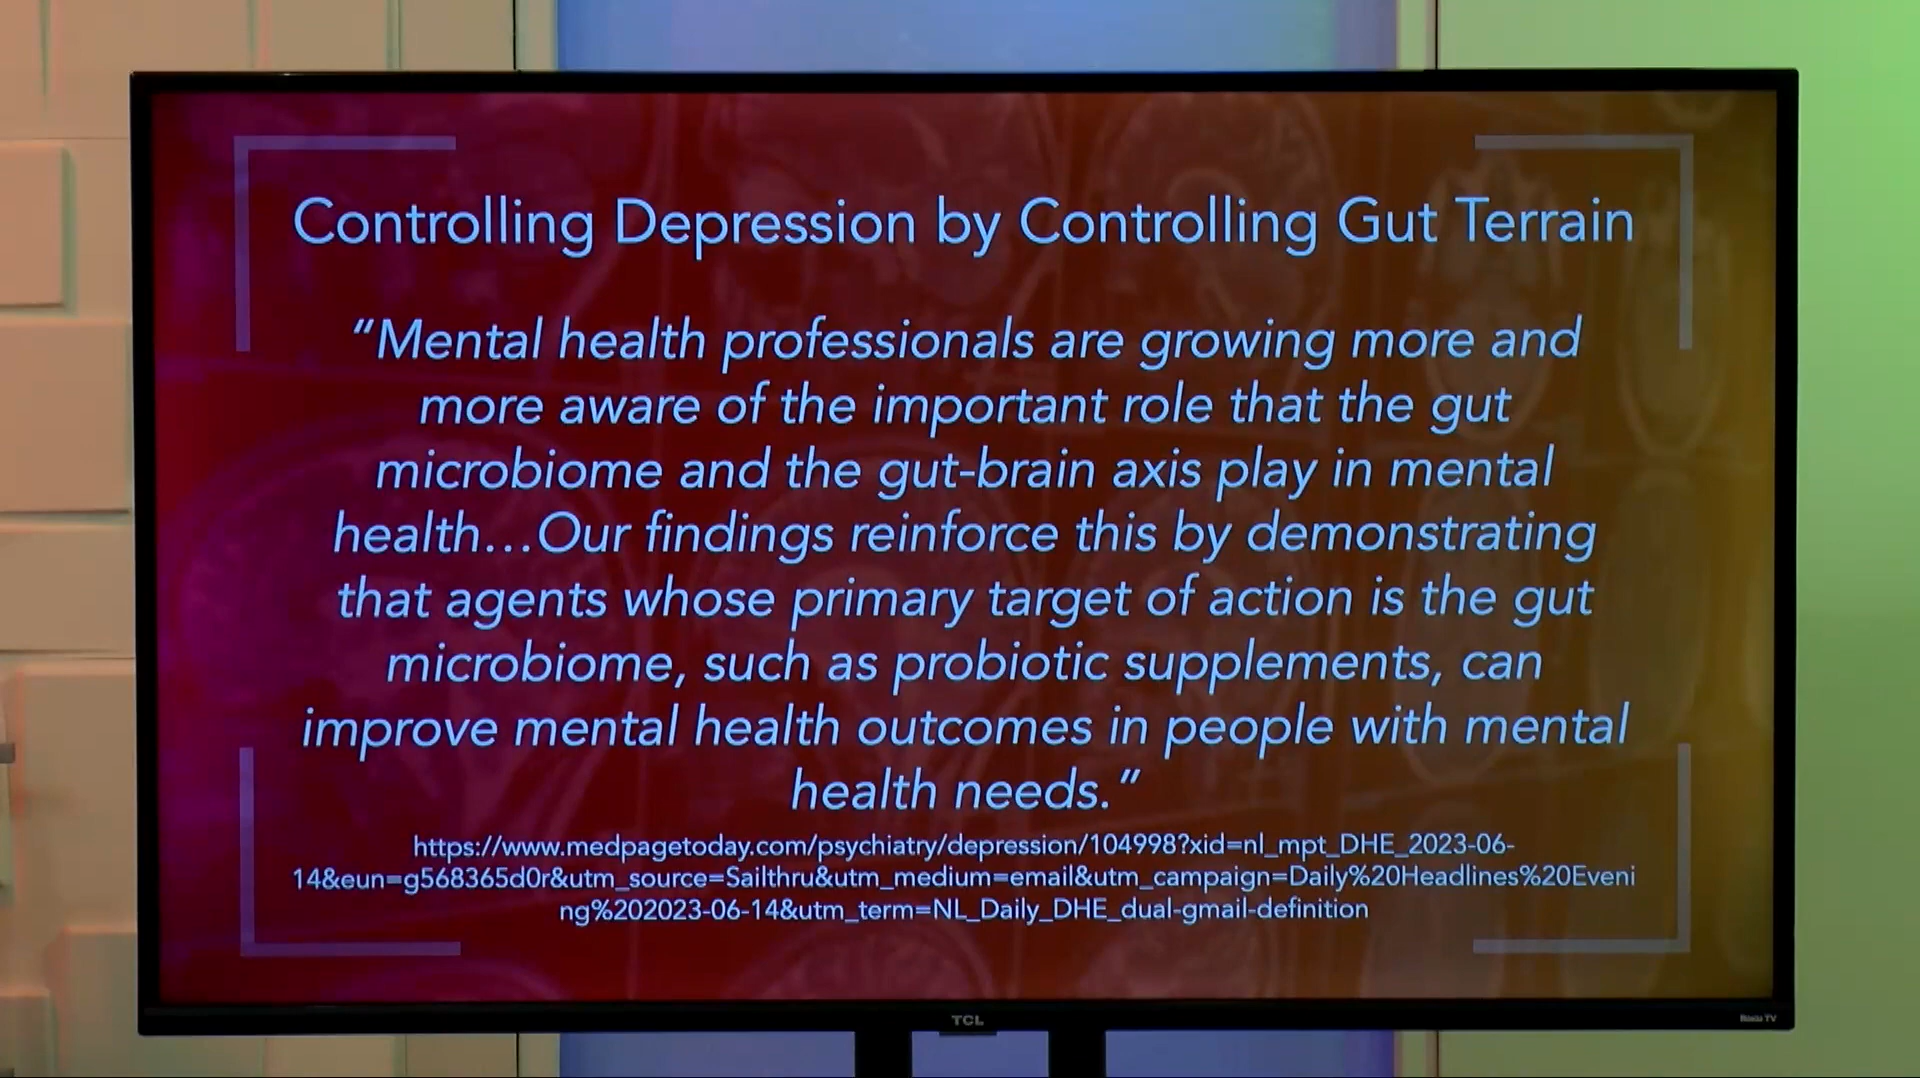 Controlling Depression by Controlling Gut Terrain
“Mental health professionals are growing more and
more aware of the important role that the gut
microbiome and the gut-brain axis play in mental
health...Our findings reinforce this by demonstrating
that agents whose primary target of action is the gut
microbiome, such as probiotic supplements, can
improve mental health outcomes in people with mental
health needs.”
https://www.medpagetoday.com/psychiatry/depression/104998?xid=nl_mpt_DHE_2023-06-
14&eun=g568365d0r&utm_source=Sailthru&utm_medium=email&utm_campaign=Daily%20Headlines%20Eveni
ng%202023-06-14&utm_term=NL_Daily_DHE_dual-gmail-definition
TCL
Roku TV